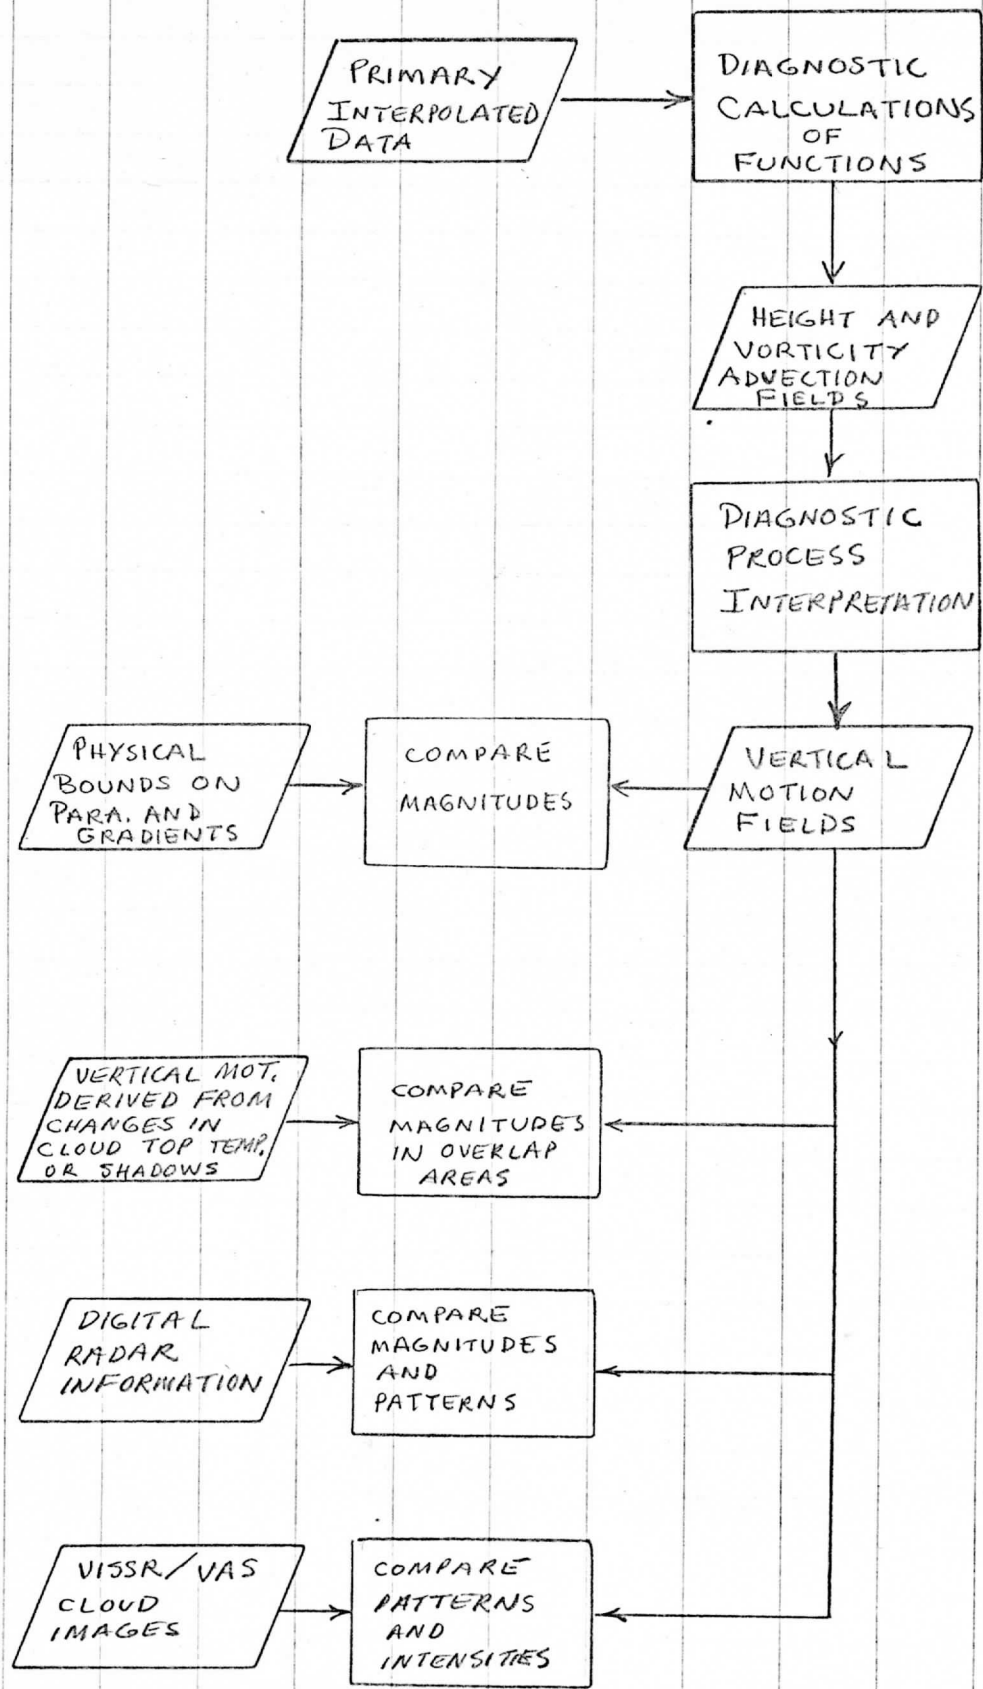 PRIMARY
INTERPOLATED
DATA
DIAGNOSTIC
CALCULATIONS
OF
FUNCTIONS
HEIGHT AND
VORTICITY
ADVECTION
FIELDS
DIAGNOSTIC
PROCESS
INTERPRETATION
PHYSICAL
BOUNDS ON
PARA. AND
GRADIENTS
COMPARE
MAGNITUDES
VERTICAL
MOTION
FIELDS
VERTICAL MOT.
DERIVED FROM
CHANGES IN
CLOUD TOP TEMP.
OR SHADOWS
COMPARE
MAGNITUDES
IN OVERLAP
AREAS
DIGITAL
RADAR
INFORMATION
COMPARE
MAGNITUDES
AND
PATTERNS
VISSR/VAS
CLOUD
IMAGES
COMPARE
PATTERNS
AND
INTENSITIES